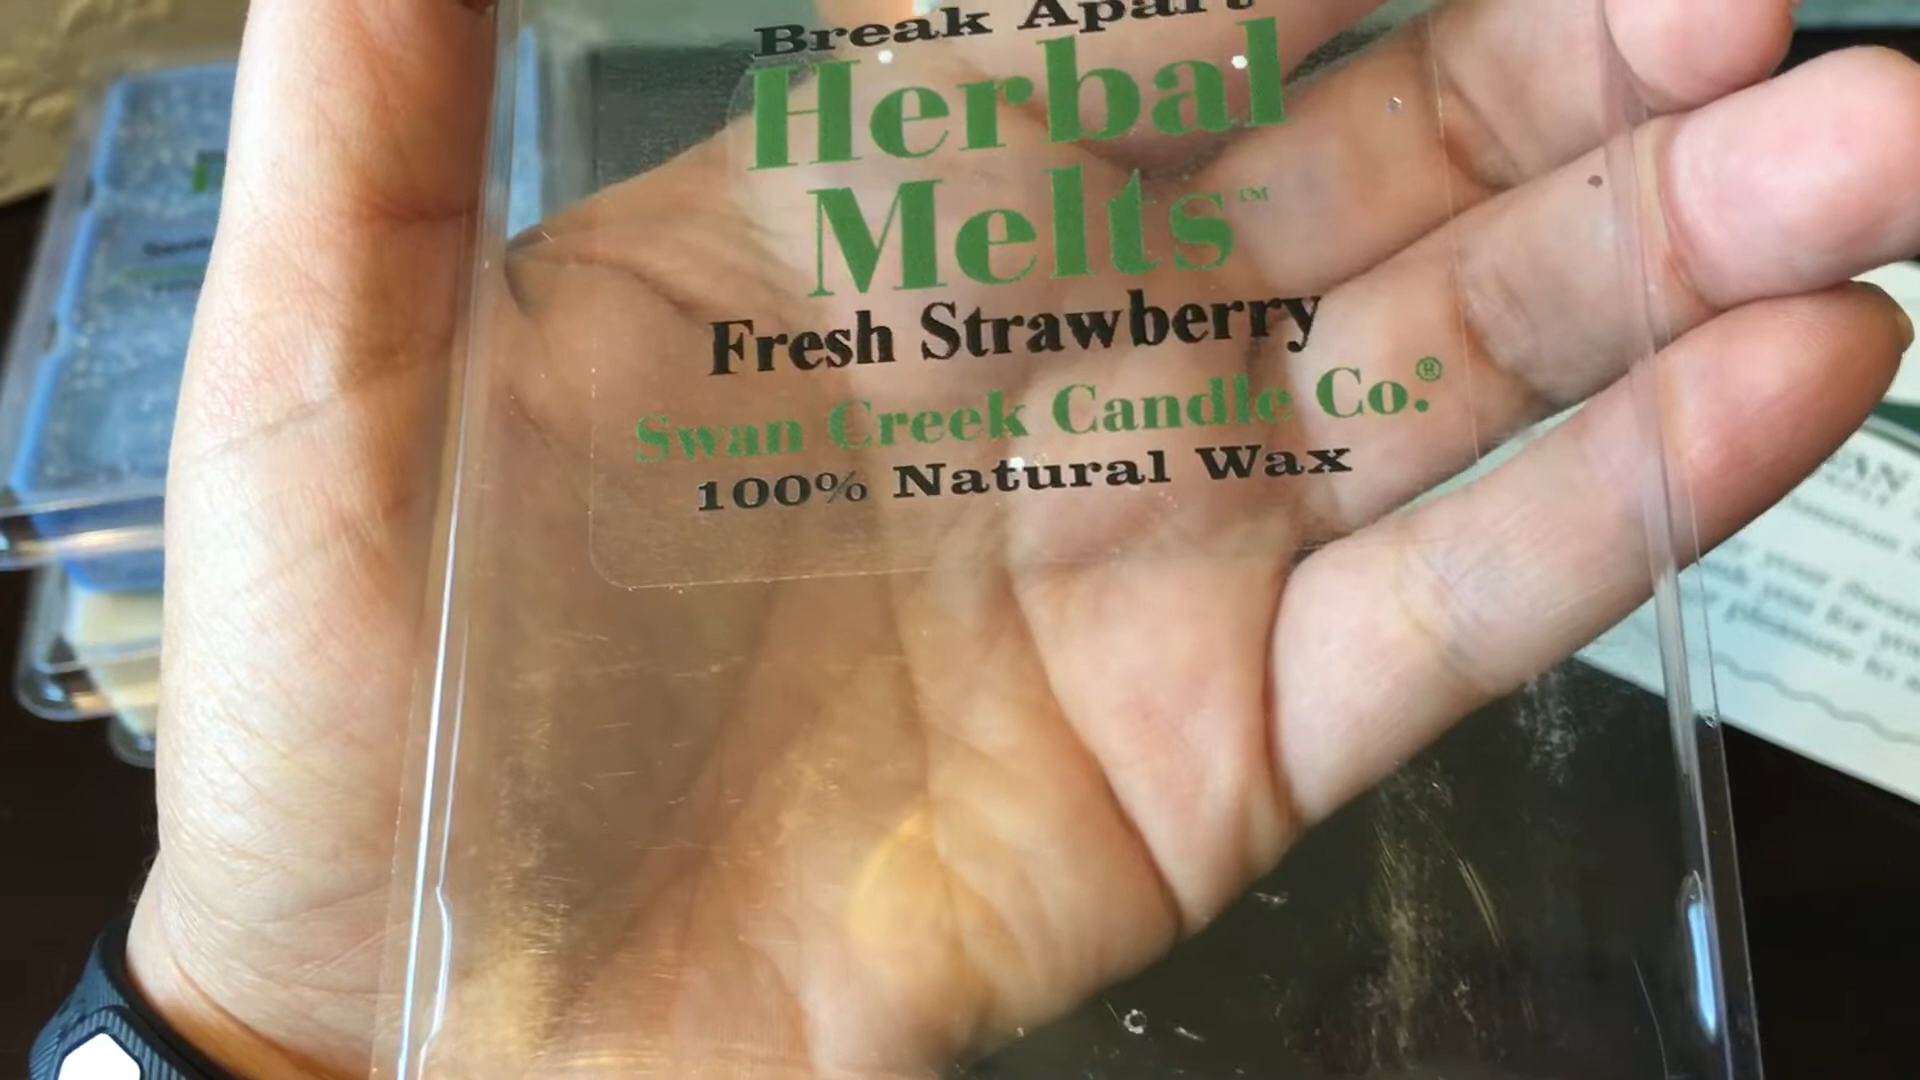 Break Apart
Herbal
Melts™
Fresh Strawberry
Swan Creek Candle Co.®
100% Natural Wax